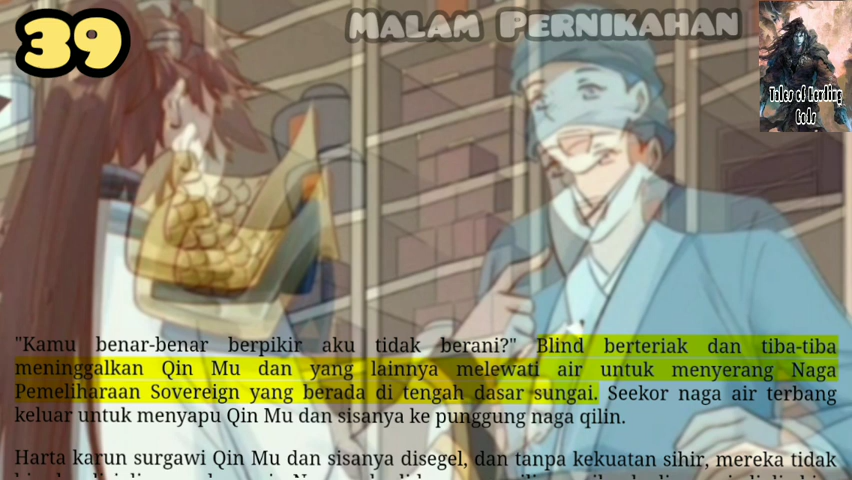 39
MALAM PERNIKAHAN
Tales of Herding
Gods
"Kamu benar-benar berpikir aku tidak berani?" Blind berteriak dan tiba-tiba
meninggalkan Qin Mu dan yang lainnya melewati air untuk menyerang Naga
Pemeliharaan Sovereign yang berada di tengah dasar sungai. Seekor naga air terbang
keluar untuk menyapu Qin Mu dan sisanya ke punggung naga qilin.
Harta karun surgawi Qin Mu dan sisanya disegel, dan tanpa kekuatan sihir, mereka tidak